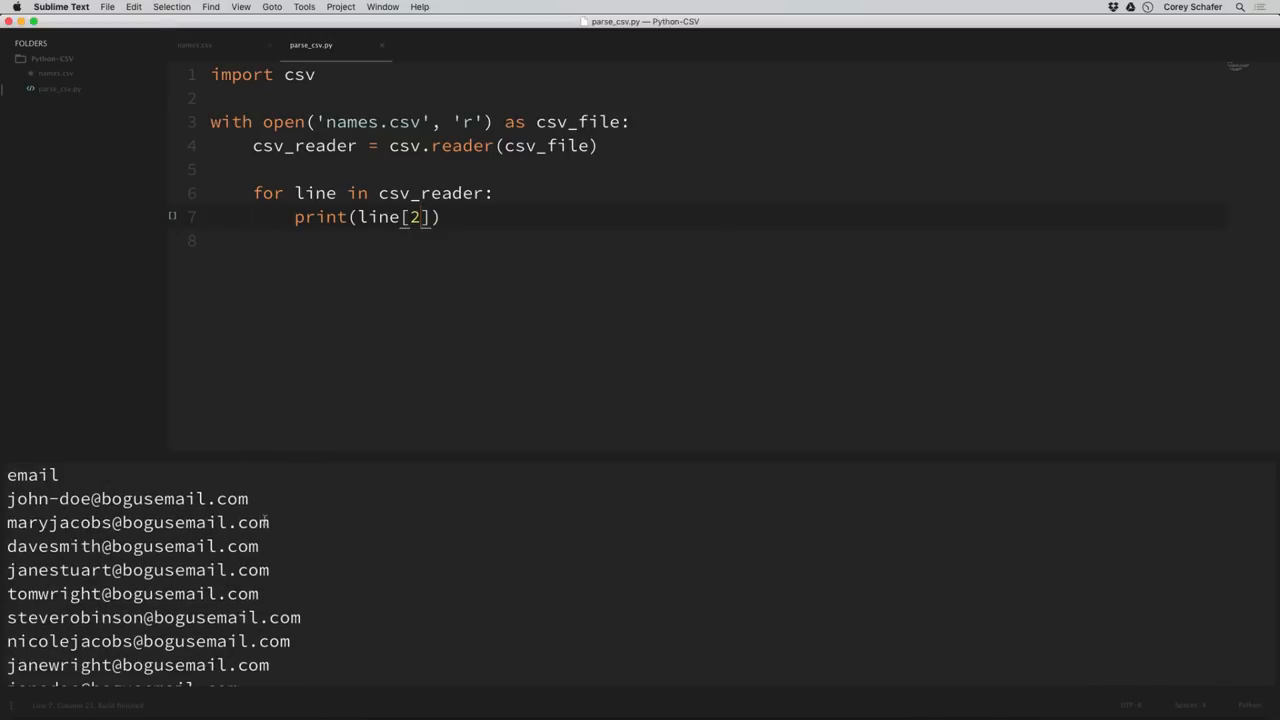 Sublime Text File Edit Selection Find View Goto Tools Project Window Help Corey Schafer
parse_csv.py — Python-CSV
FOLDERS
Python-CSV
names.csv
parse_csv.py
names.csv × parse_csv.py ×
1 import csv
2
3 with open('names.csv', 'r') as csv_file:
4 csv_reader = csv.reader(csv_file)
5
6 for line in csv_reader:
[] 7 print(line[2])
8
email
john-doe@bogusemail.com
maryjacobs@bogusemail.com
davesmith@bogusemail.com
janestuart@bogusemail.com
tomwright@bogusemail.com
steverobinson@bogusemail.com
nicolejacobs@bogusemail.com
janewright@bogusemail.com
Line 7, Column 23, Build finished UTF-8 Spaces: 4 Python